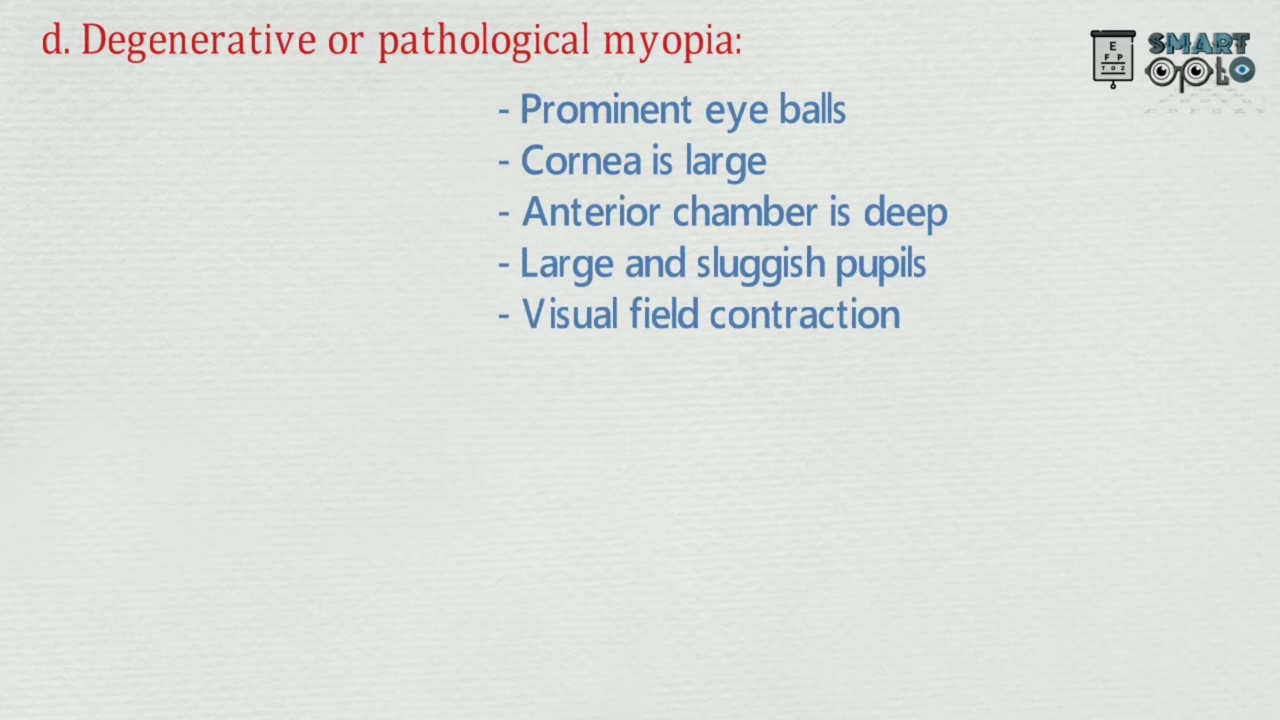 d. Degenerative or pathological myopia:
E
F P
T O Z
SMART
OPTO
- Prominent eye balls
- Cornea is large
- Anterior chamber is deep
- Large and sluggish pupils
- Visual field contraction